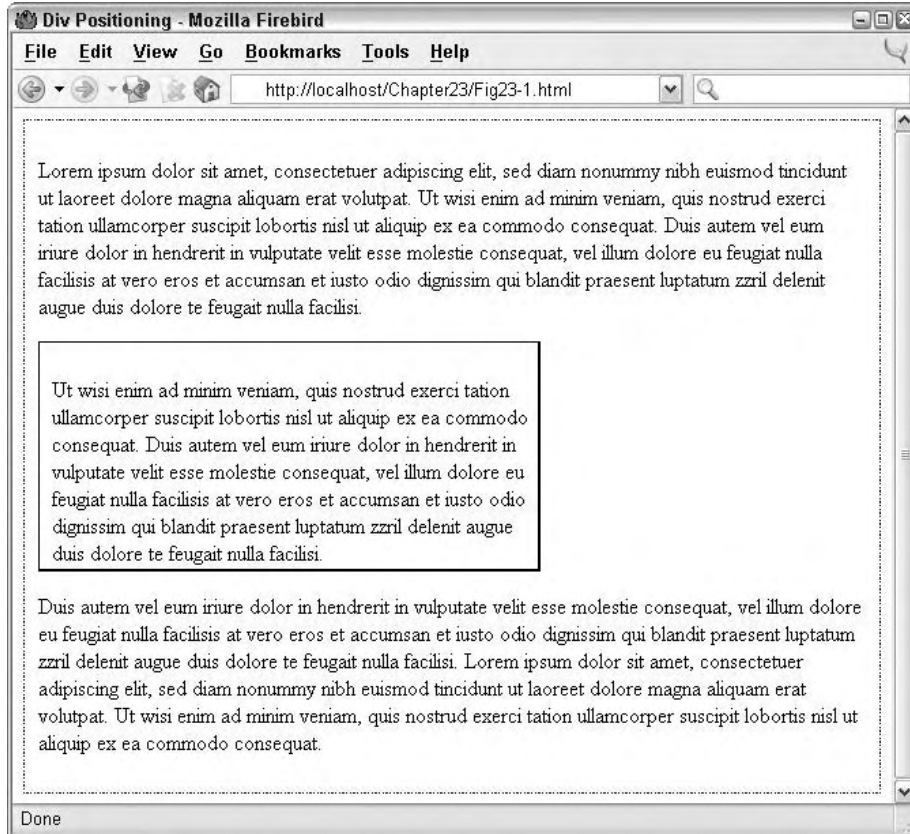 Div Positioning - Mozilla Firebird
File Edit View Go Bookmarks Tools Help
http://localhost/Chapter23/Fig23-1.html
Lorem ipsum dolor sit amet, consectetuer adipiscing elit, sed diam nonummy nibh euismod tincidunt
ut laoreet dolore magna aliquam erat volutpat. Ut wisi enim ad minim veniam, quis nostrud exerci
tation ullamcorper suscipit lobortis nisl ut aliquip ex ea commodo consequat. Duis autem vel eum
iriure dolor in hendrerit in vulputate velit esse molestie consequat, vel illum dolore eu feugiat nulla
facilisis at vero eros et accumsan et iusto odio dignissim qui blandit praesent luptatum zzril delenit
augue duis dolore te feugait nulla facilisi.
Ut wisi enim ad minim veniam, quis nostrud exerci tation
ullamcorper suscipit lobortis nisl ut aliquip ex ea commodo
consequat. Duis autem vel eum iriure dolor in hendrerit in
vulputate velit esse molestie consequat, vel illum dolore eu
feugiat nulla facilisis at vero eros et accumsan et iusto odio
dignissim qui blandit praesent luptatum zzril delenit augue
duis dolore te feugait nulla facilisi.
Duis autem vel eum iriure dolor in hendrerit in vulputate velit esse molestie consequat, vel illum dolore
eu feugiat nulla facilisis at vero eros et accumsan et iusto odio dignissim qui blandit praesent luptatum
zzril delenit augue duis dolore te feugait nulla facilisi. Lorem ipsum dolor sit amet, consectetuer
adipiscing elit, sed diam nonummy nibh euismod tincidunt ut laoreet dolore magna aliquam erat
volutpat. Ut wisi enim ad minim veniam, quis nostrud exerci tation ullamcorper suscipit lobortis nisl ut
aliquip ex ea commodo consequat.
Done